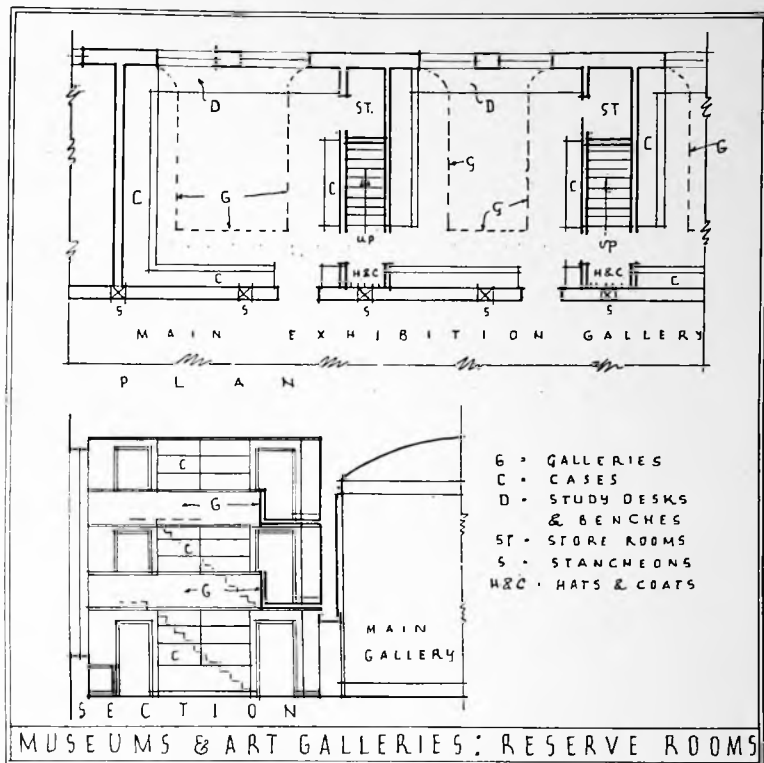 D
ST.
D
ST
C
G
C
G
G
C
C
G
UP
UP
C
H&C
H&C
C
S
S
S
S
S
MAIN EXHIBITION GALLERY
PLAN
C
G
C
G
C
MAIN
GALLERY
SECTION
G = GALLERIES
C · CASES
D · STUDY DESKS
& BENCHES
ST · STORE ROOMS
S · STANCHEONS
H&C · HATS & COATS
MUSEUMS & ART GALLERIES: RESERVE ROOMS